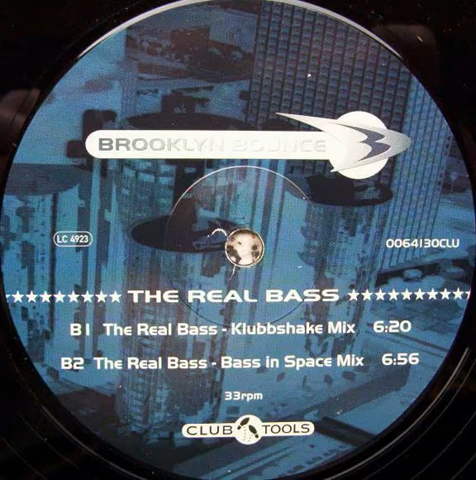 BROOKLYN BOUNCE
LC 4923
0064130CLU
THE REAL BASS
B1 The Real Bass - Klubbshake Mix 6:20
B2 The Real Bass - Bass in Space Mix 6:56
33rpm
CLUB TOOLS